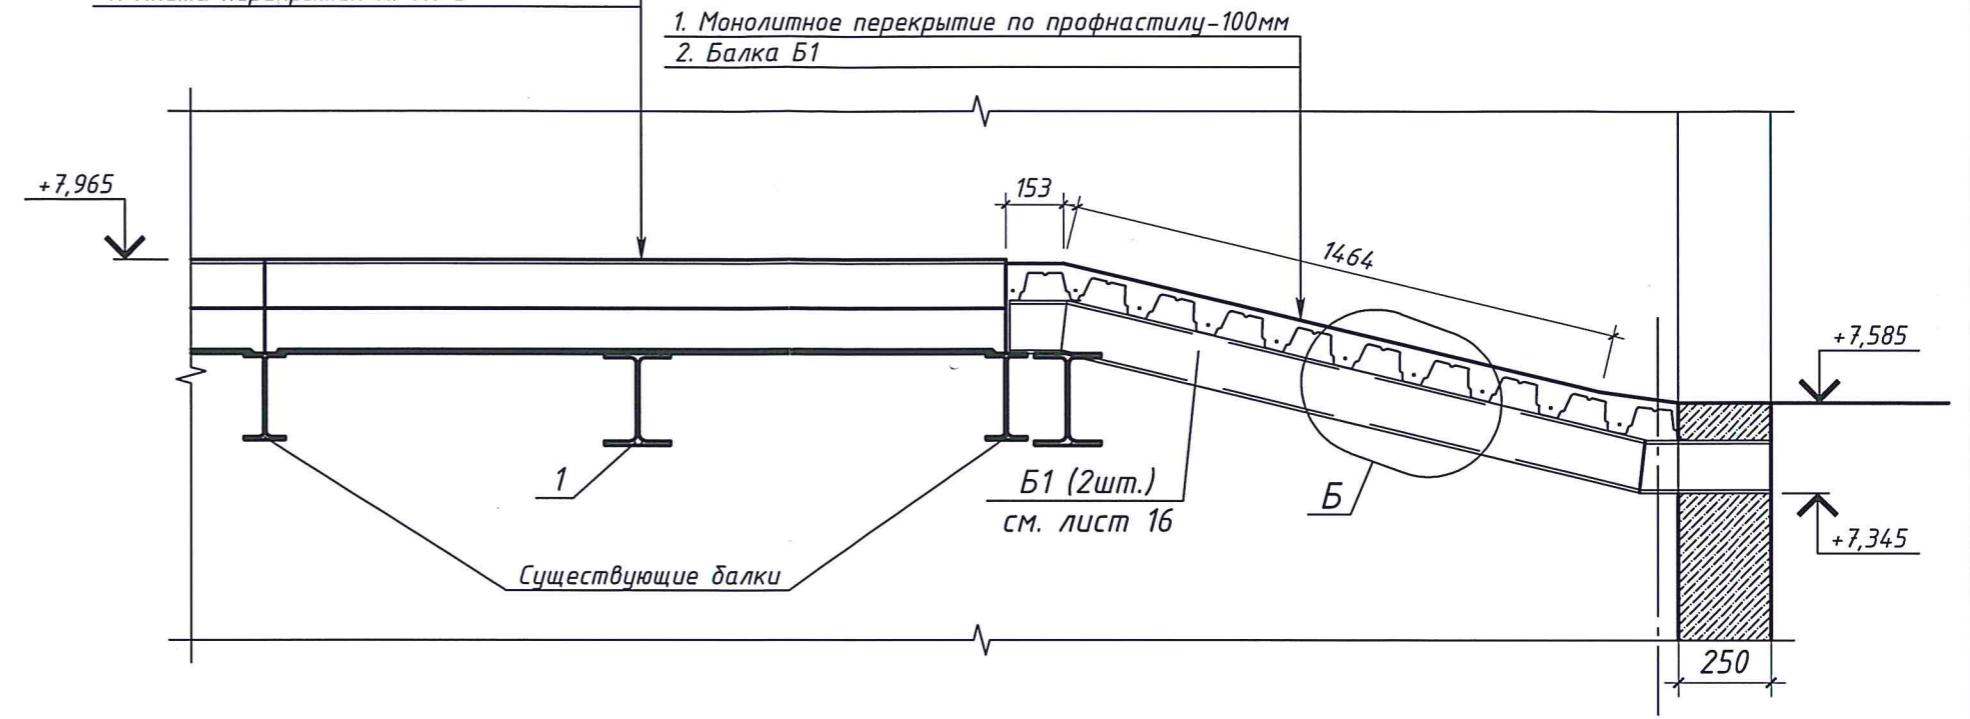 1. Монолитное перекрытие по профнастилу-100мм
2. Балка Б1
+7,965
153
1464
+7,585
1
Б1 (2шт.)
см. лист 16
Б
+7,345
Существующие балки
250